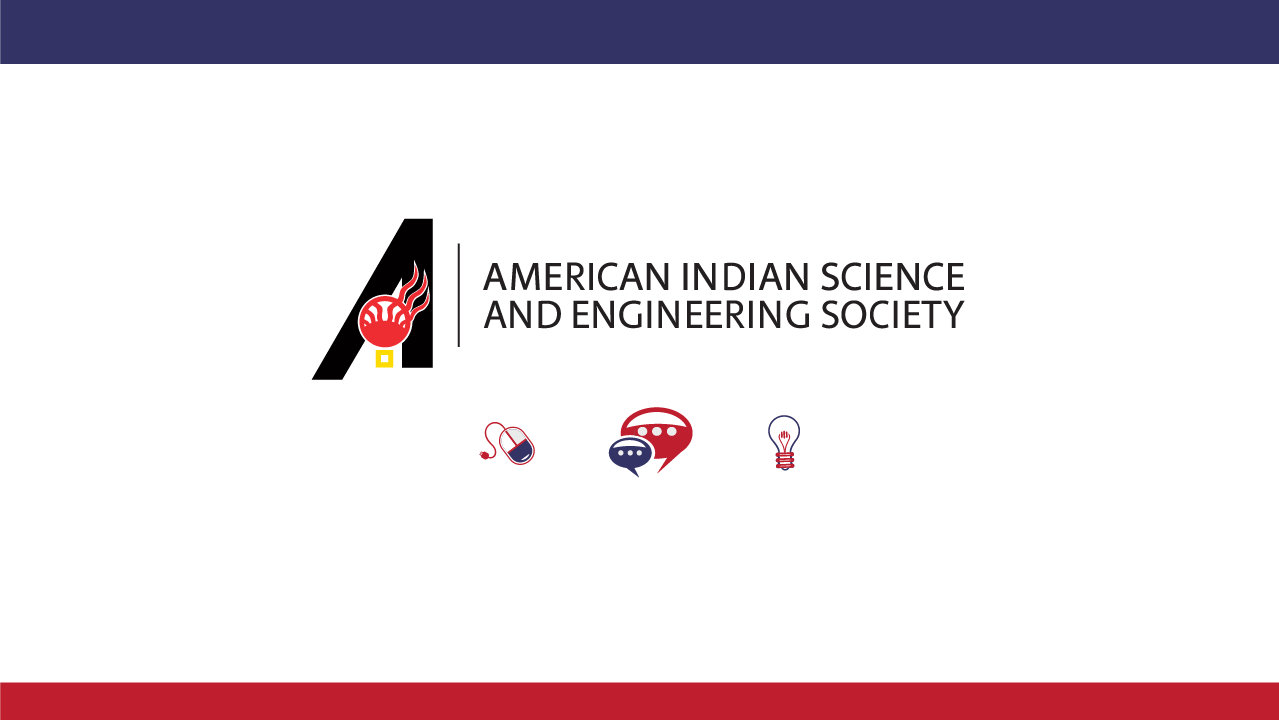 AMERICAN INDIAN SCIENCE
AND ENGINEERING SOCIETY